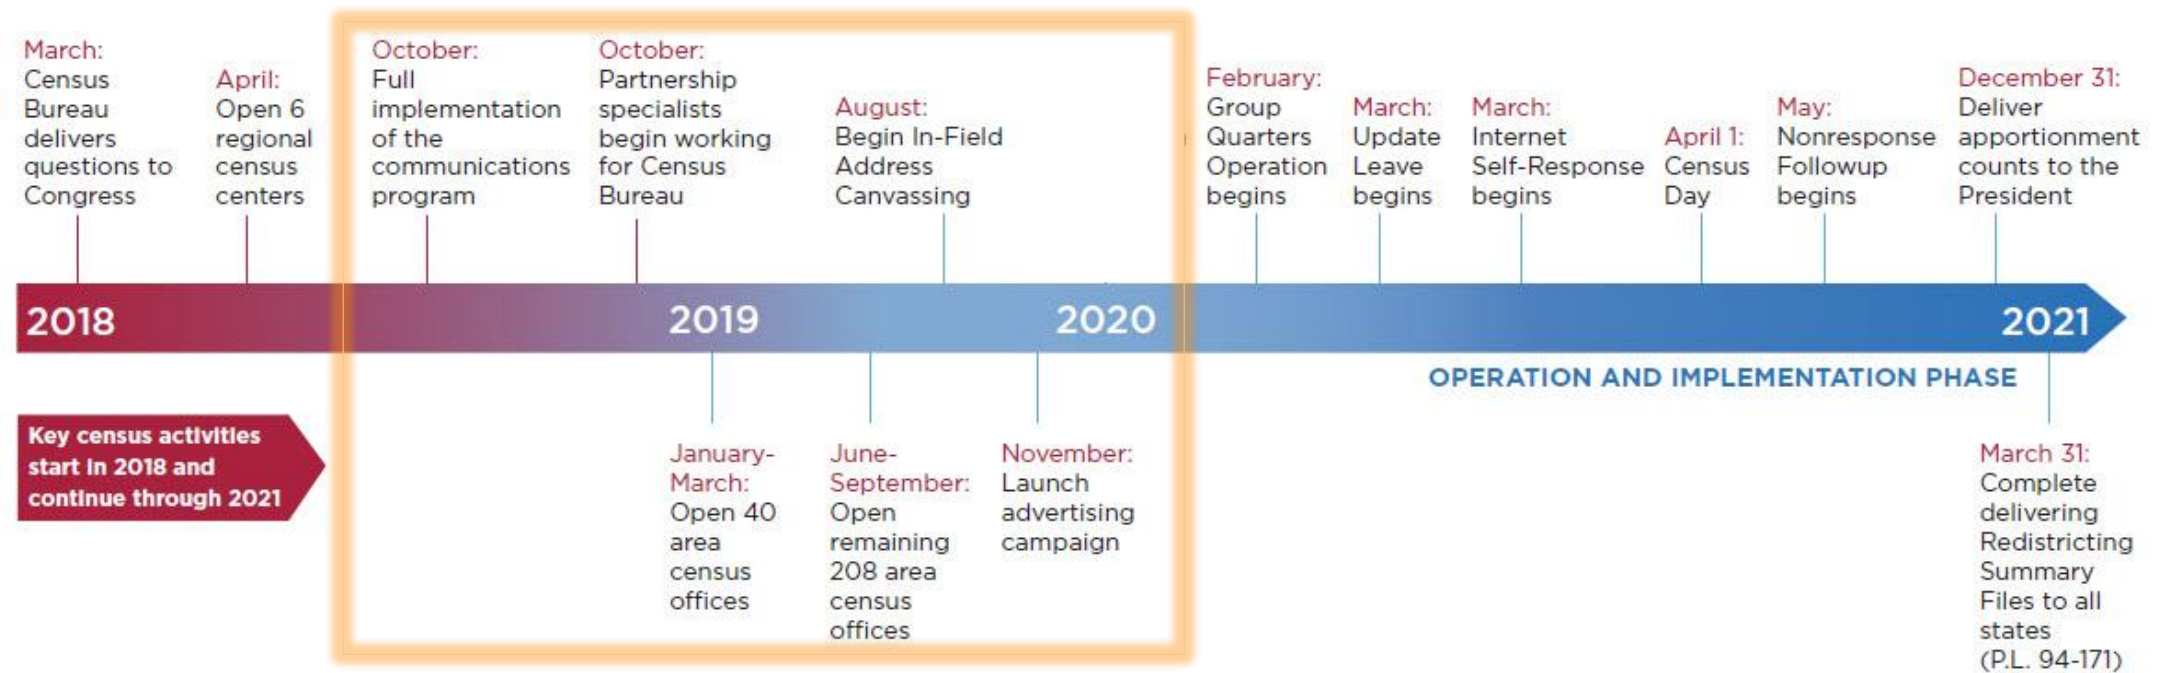 March:
Census
Bureau
delivers
questions to
Congress
April:
Open 6
regional
census
centers
October:
Full
implementation
of the
communications
program
October:
Partnership
specialists
begin working
for Census
Bureau
August:
Begin In-Field
Address
Canvassing
February:
Group
Quarters
Operation
begins
March:
Update
Leave
begins
March:
Internet
Self-Response
begins
April 1:
Census
Day
May:
Nonresponse
Followup
begins
December 31:
Deliver
apportionment
counts to the
President
2018
2019
2020
2021
OPERATION AND IMPLEMENTATION PHASE
Key census activities
start in 2018 and
continue through 2021
January-
March:
Open 40
area
census
offices
June-
September:
Open
remaining
208 area
census
offices
November:
Launch
advertising
campaign
March 31:
Complete
delivering
Redistricting
Summary
Files to all
states
(P.L. 94-171)